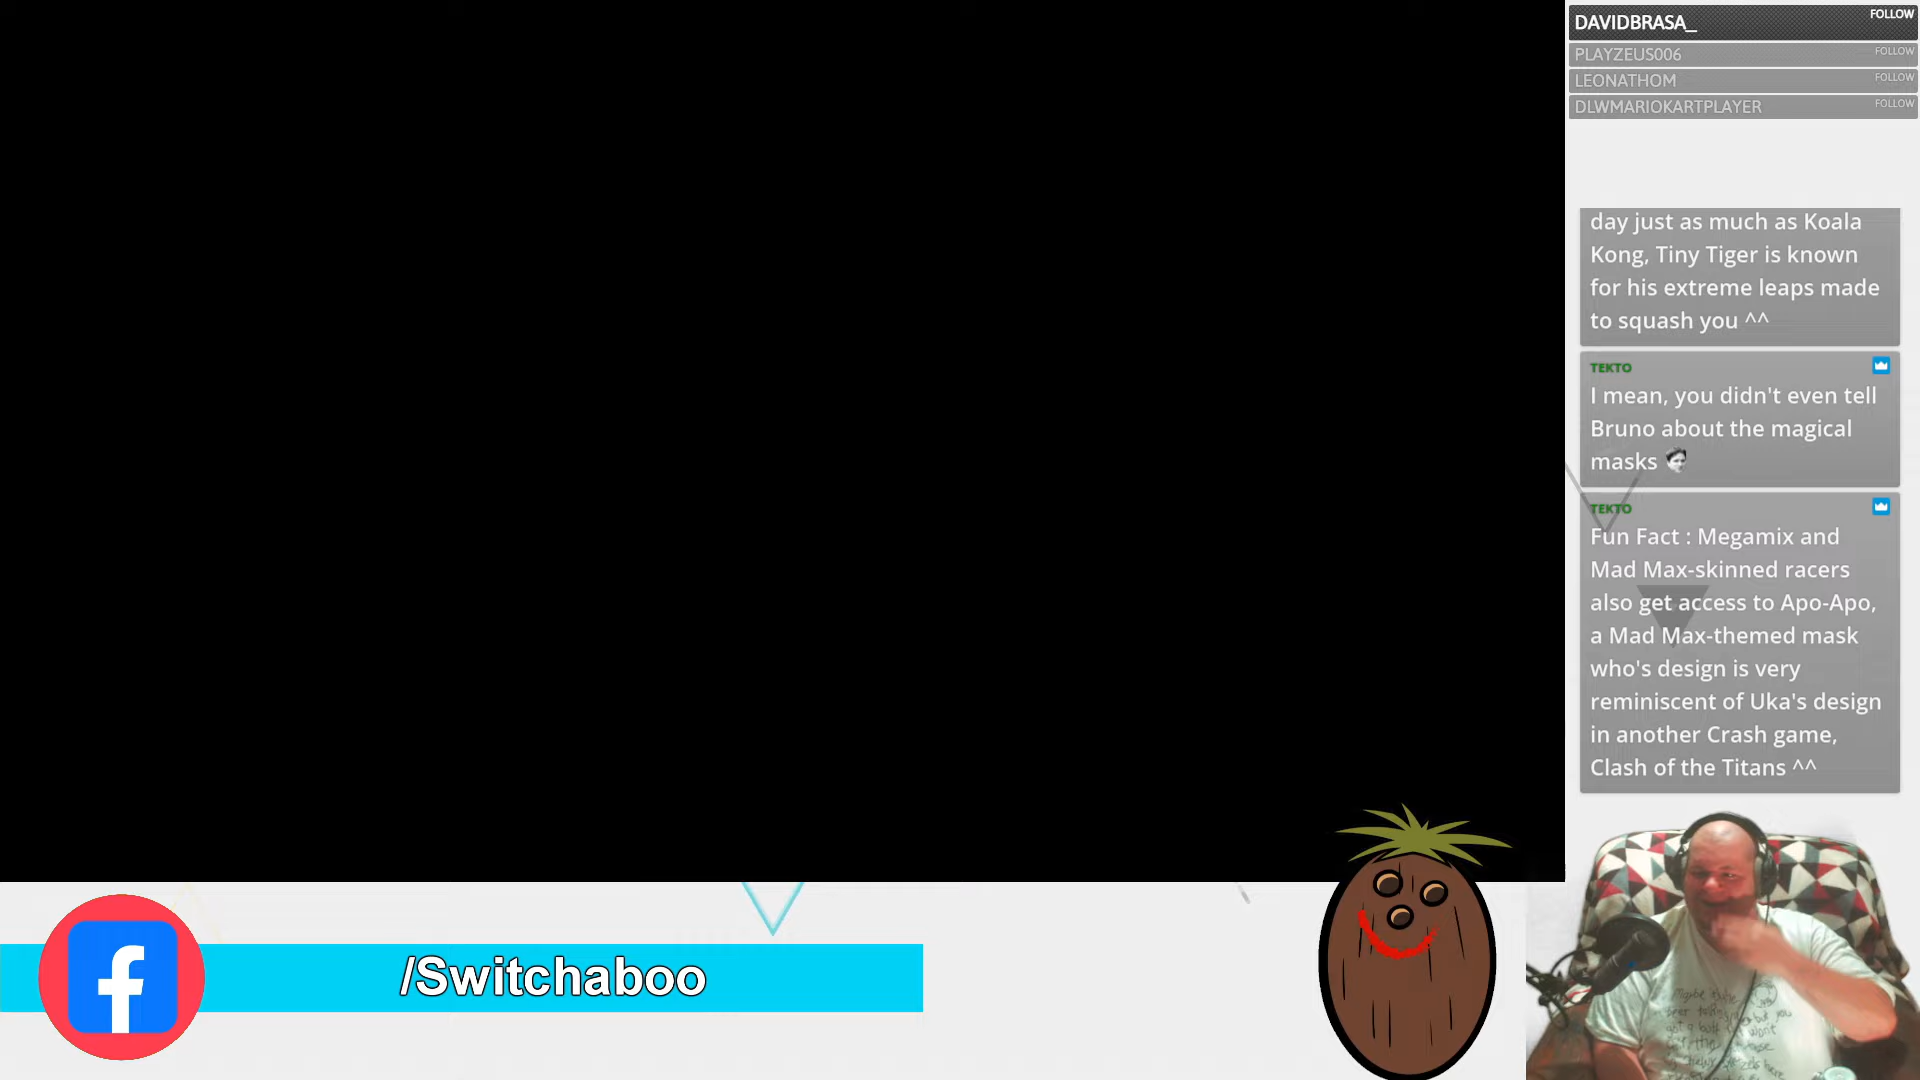 DAVIDBRASA_ FOLLOW
PLAYZEUS006 FOLLOW
LEONATHOM FOLLOW
DLWMARIOKARTPLAYER FOLLOW
day just as much as Koala
Kong, Tiny Tiger is known
for his extreme leaps made
to squash you ^^
TEKTO
I mean, you didn't even tell
Bruno about the magical
masks
TEKTO
Fun Fact : Megamix and
Mad Max-skinned racers
also get access to Apo-Apo,
a Mad Max-themed mask
who's design is very
reminiscent of Uka's design
in another Crash game,
Clash of the Titans ^^
f
/Switchaboo